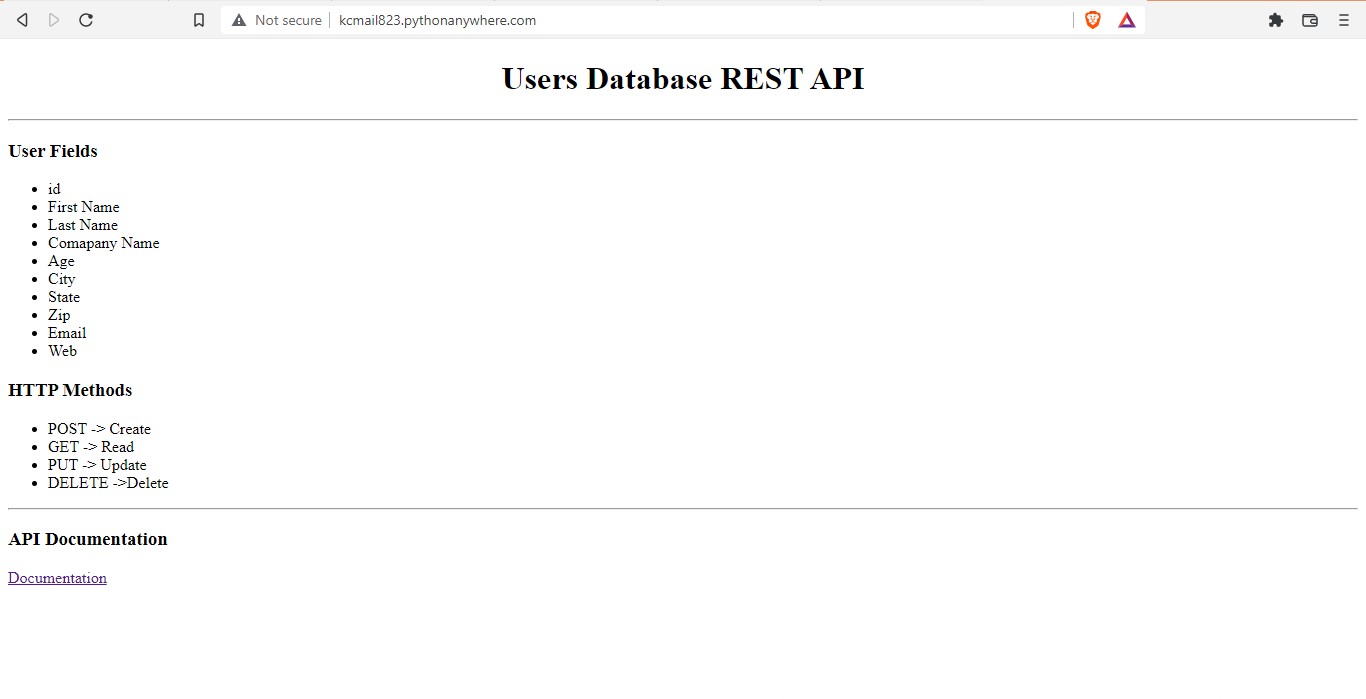 Not secure
kcmail823.pythonanywhere.com
Users Database REST API
User Fields
id
First Name
Last Name
Comapany Name
Age
City
State
Zip
Email
Web
HTTP Methods
POST -> Create
GET -> Read
PUT -> Update
DELETE ->Delete
API Documentation
Documentation